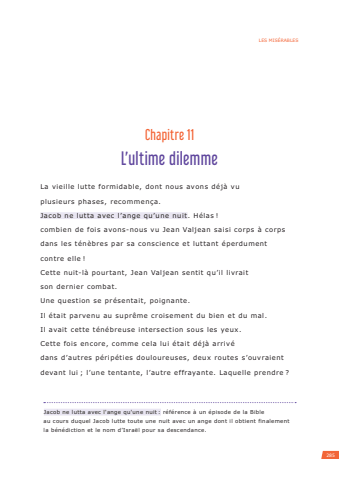 LES MISÉRABLES
Chapitre 11
L'ultime dilemme
La vieille lutte formidable, dont nous avons déjà vu
plusieurs phases, recommença.
Jacob ne lutta avec l'ange qu'une nuit. Hélas !
combien de fois avons-nous vu Jean Valjean saisi corps à corps
dans les ténèbres par sa conscience et luttant éperdument
contre elle !
Cette nuit-là pourtant, Jean Valjean sentit qu'il livrait
son dernier combat.
Une question se présentait, poignante.
Il était parvenu au suprême croisement du bien et du mal.
Il avait cette ténébreuse intersection sous les yeux.
Cette fois encore, comme cela lui était déjà arrivé
dans d'autres péripéties douloureuses, deux routes s'ouvraient
devant lui ; l'une tentante, l'autre effrayante. Laquelle prendre ?
Jacob ne lutta avec l'ange qu'une nuit : référence à un épisode de la Bible
au cours duquel Jacob lutte toute une nuit avec un ange dont il obtient finalement
la bénédiction et le nom d'Israël pour sa descendance.
265